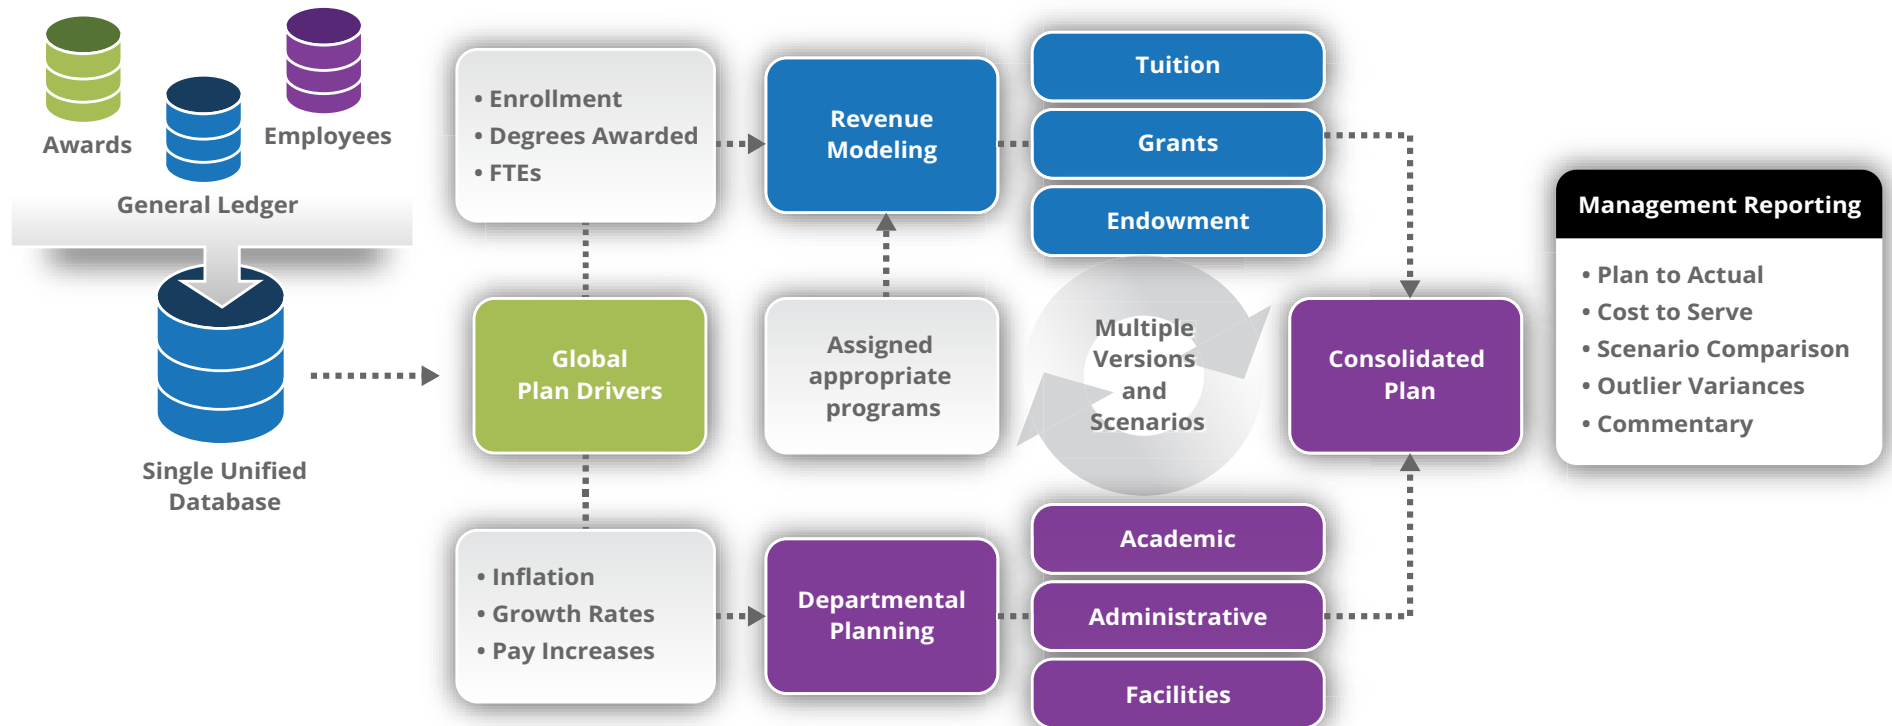 Awards
Employees
General Ledger
Single Unified
Database
• Enrollment
• Degrees Awarded
• FTEs
Global
Plan Drivers
• Inflation
• Growth Rates
• Pay Increases
Revenue
Modeling
Assigned
appropriate
programs
Departmental
Planning
Tuition
Grants
Endowment
Multiple
Versions
and
Scenarios
Academic
Administrative
Facilities
Consolidated
Plan
Management Reporting
• Plan to Actual
• Cost to Serve
• Scenario Comparison
• Outlier Variances
• Commentary